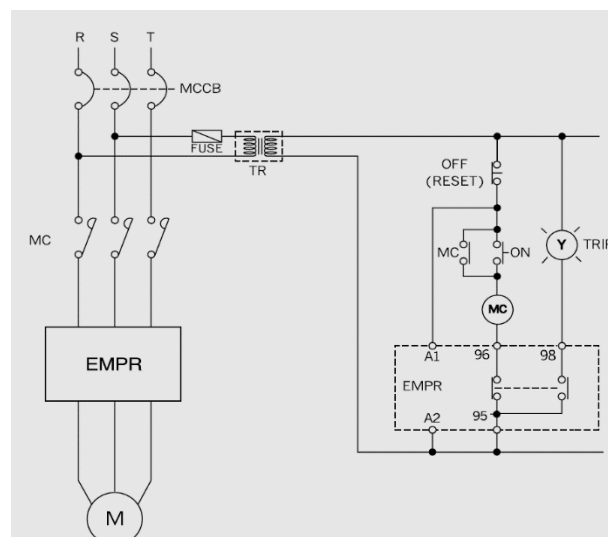 R S T
MCCB
FUSE
TR
OFF
(RESET)
MC
MC
ON
Y
TRIP
MC
EMPR
A1
96
98
EMPR
A2
95
M